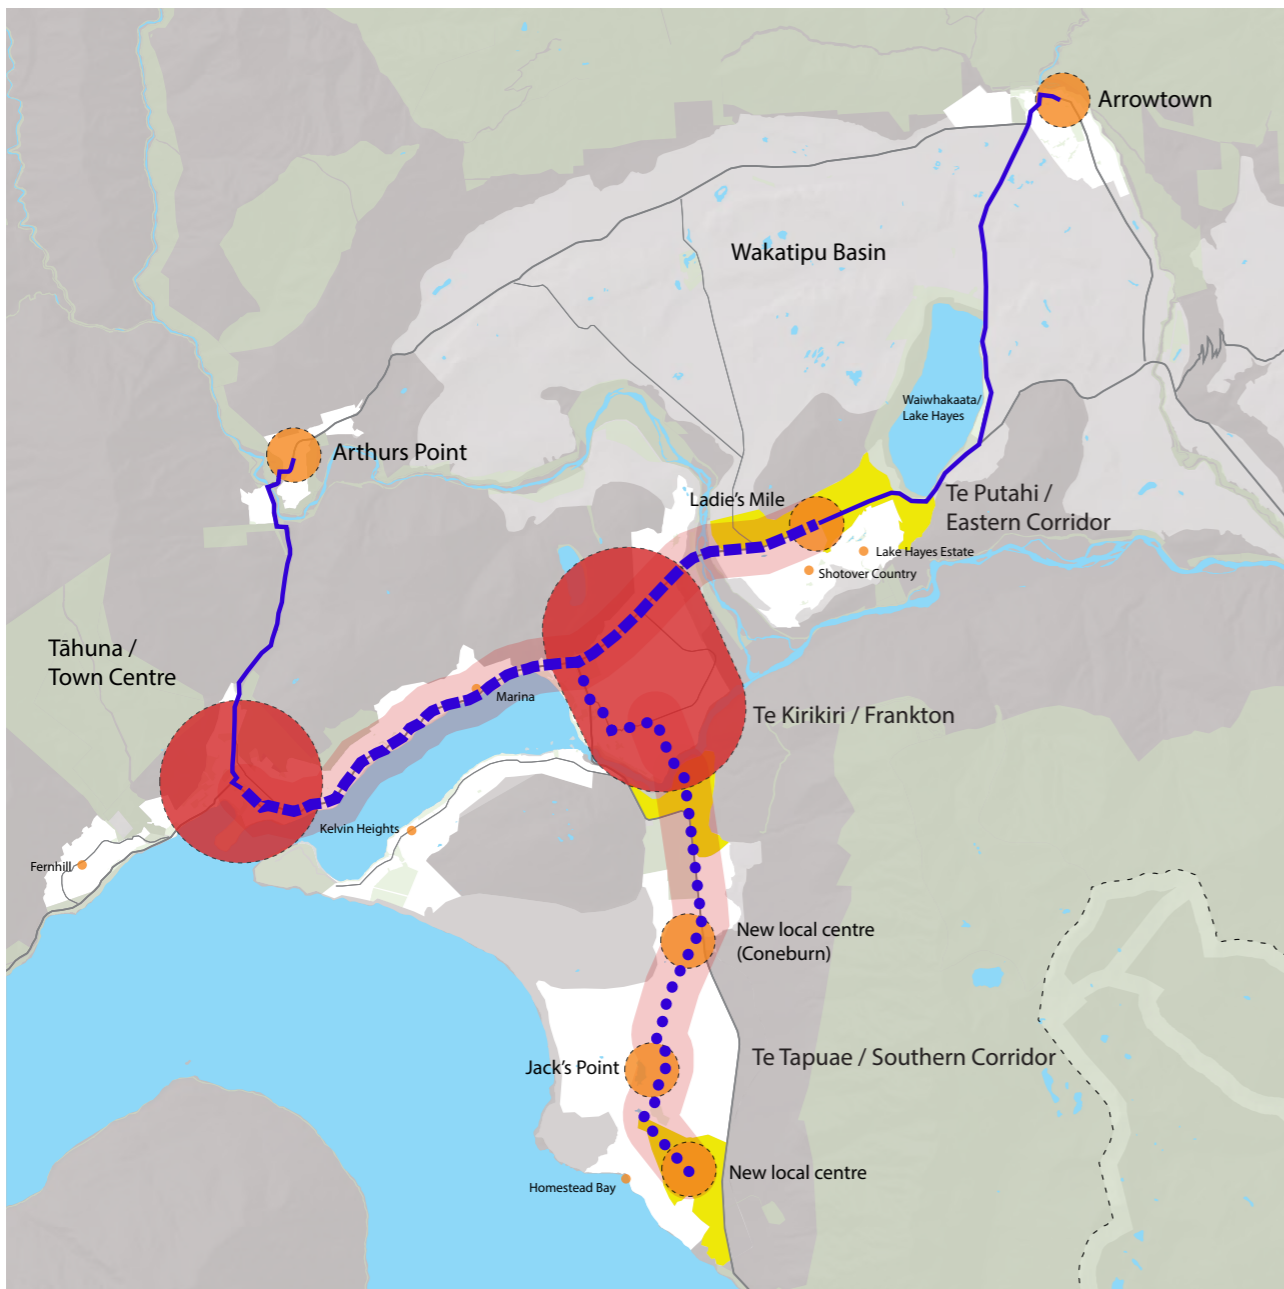 Arrowtown
Wakatipu Basin
Waiwhakaata/
Lake Hayes
Arthurs Point
Ladie's Mile
Te Putahi /
Eastern Corridor
Lake Hayes Estate
Shotover Country
Tāhuna /
Town Centre
Marina
Te Kirikiri / Frankton
Kelvin Heights
Fernhill
New local centre
(Coneburn)
Te Tapuae / Southern Corridor
Jack's Point
New local centre
Homestead Bay